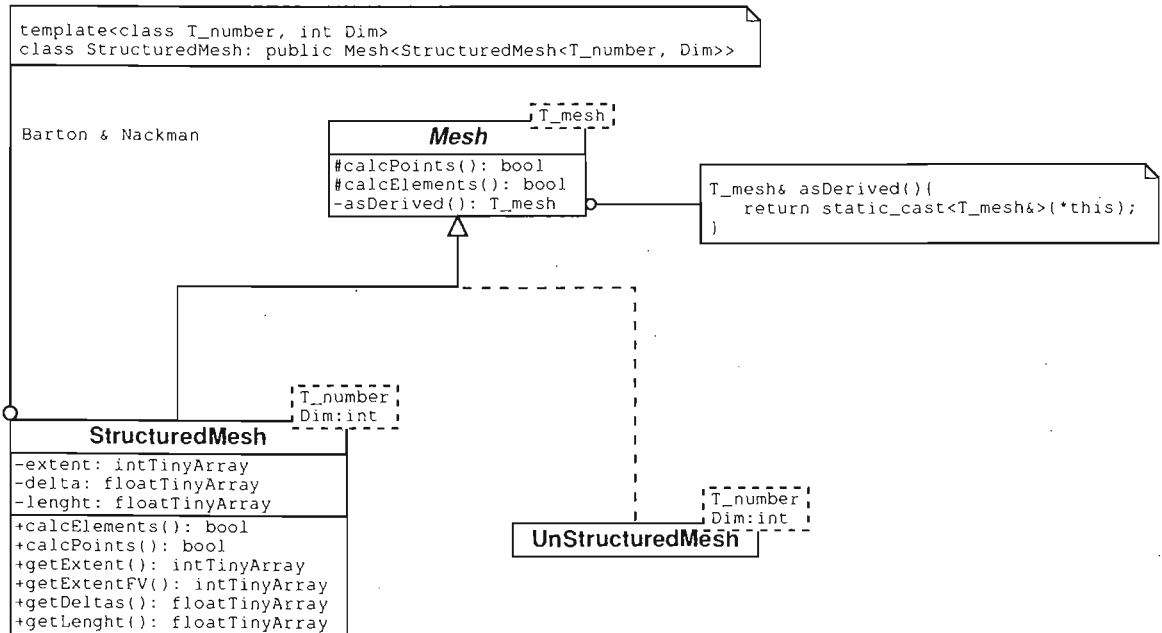 template<class T_number, int Dim>
class StructuredMesh: public Mesh<StructuredMesh<T_number, Dim>>
Barton & Nackman
T_mesh
Mesh
#calcPoints(): bool
#calcElements(): bool
-asDerived(): T_mesh
T_mesh& asDerived(){
return static_cast<T_mesh&>(*this);
}
T_number
Dim:int
StructuredMesh
-extent: intTinyArray
-delta: floatTinyArray
-lenght: floatTinyArray
+calcElements(): bool
+calcPoints(): bool
+getExtent(): intTinyArray
+getExtentFV(): intTinyArray
+getDeltas(): floatTinyArray
+getLenght(): floatTinyArray
T_number
Dim:int
UnStructuredMesh